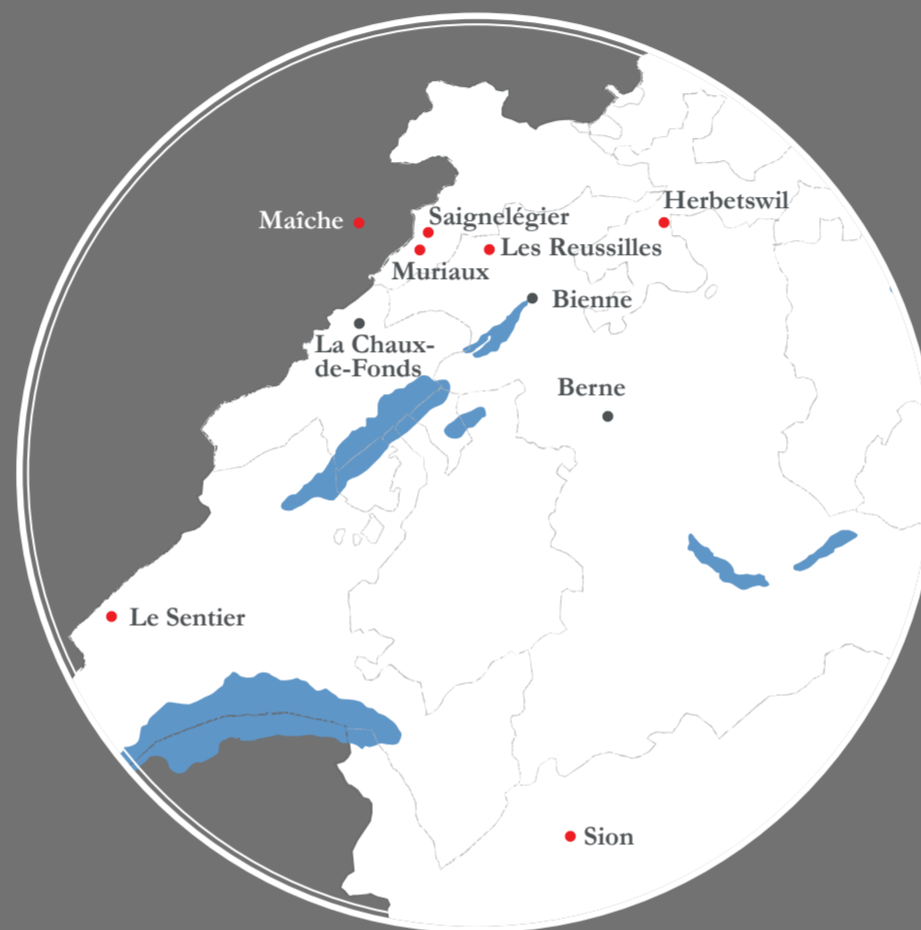 Herbetswil
Saignelégier
Maîche
Les Reussilles
Muriaux
Bienne
La Chaux-
de-Fonds
Berne
Le Sentier
Sion